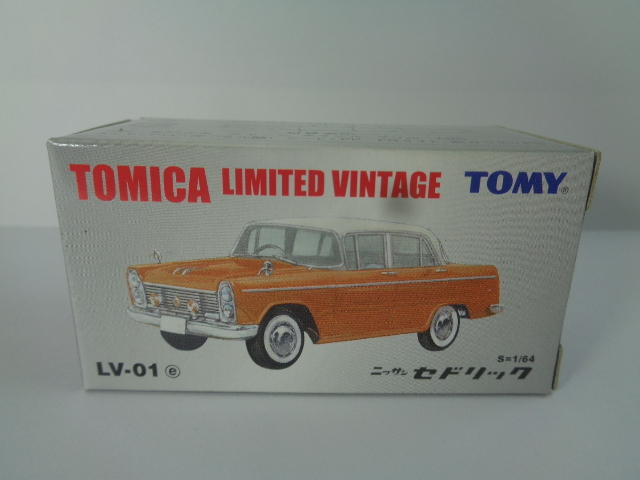 TOMICA LIMITED VINTAGE TOMY®
S=1/64
LV-01 ⓔ ニッサン セドリック